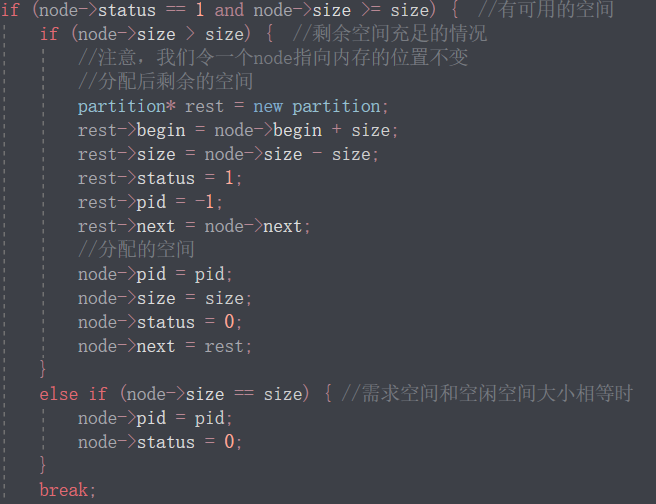 if (node->status == 1 and node->size >= size) {  //有可用的空间
    if (node->size > size) {  //剩余空间充足的情况
        //注意，我们令一个node指向内存的位置不变
        //分配后剩余的空间
        partition* rest = new partition;
        rest->begin = node->begin + size;
        rest->size = node->size - size;
        rest->status = 1;
        rest->pid = -1;
        rest->next = node->next;
        //分配的空间
        node->pid = pid;
        node->size = size;
        node->status = 0;
        node->next = rest;
    }
    else if (node->size == size) { //需求空间和空闲空间大小相等时
        node->pid = pid;
        node->status = 0;
    }
    break;